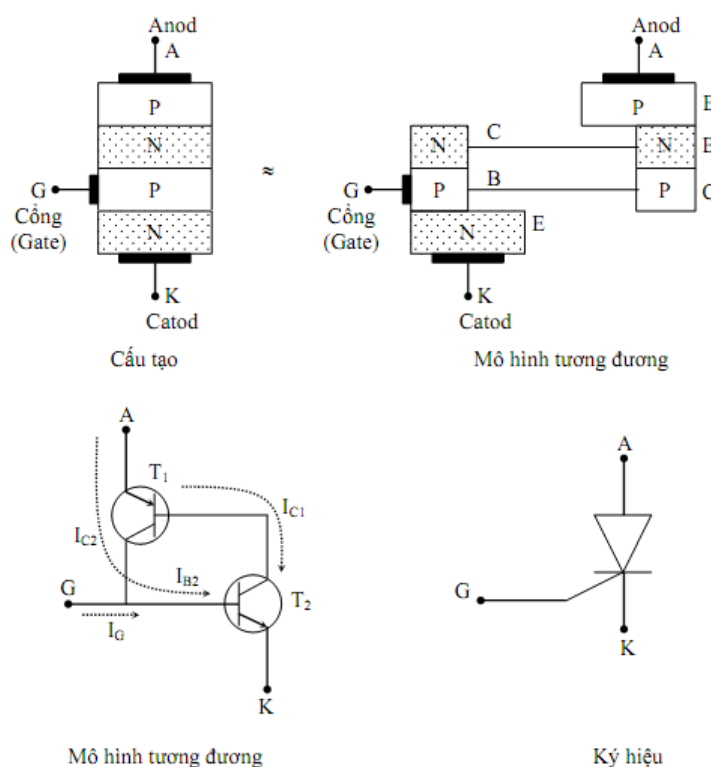 Anod
A
P
N
P
N
G
Cổng
(Gate)
K
Catod
Cấu tạo
≈
Anod
A
P
E
N
C
N
B
P
B
P
C
G
Cổng
(Gate)
N
E
K
Catod
Mô hình tương đương
A
T1
IC1
IC2
IB2
G
T2
IG
K
Mô hình tương đương
A
G
K
Ký hiệu